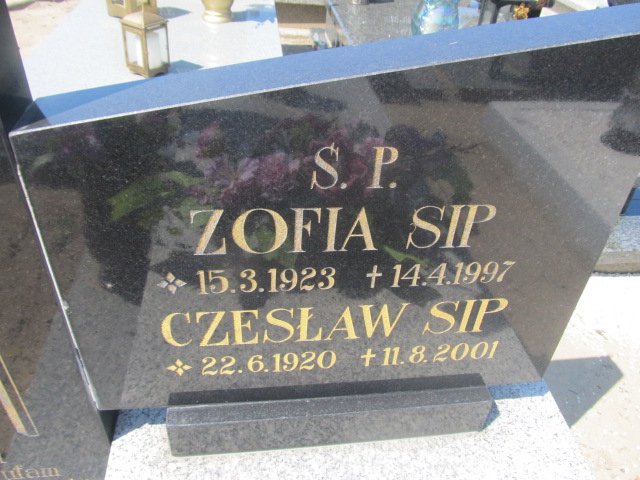 Ś. P.
ZOFIA SIP
15.3.1923 †14.4.1997
CZESŁAW SIP
22.6.1920 †11.8.2001